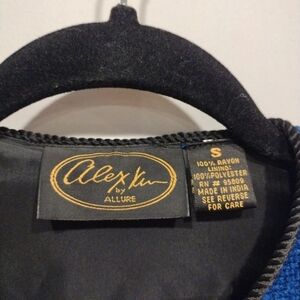 alex Kim
by
ALLURE
S
100% RAYON
LINING:
100% POLYESTER
RN # 95809
MADE IN INDIA
SEE REVERSE
FOR CARE